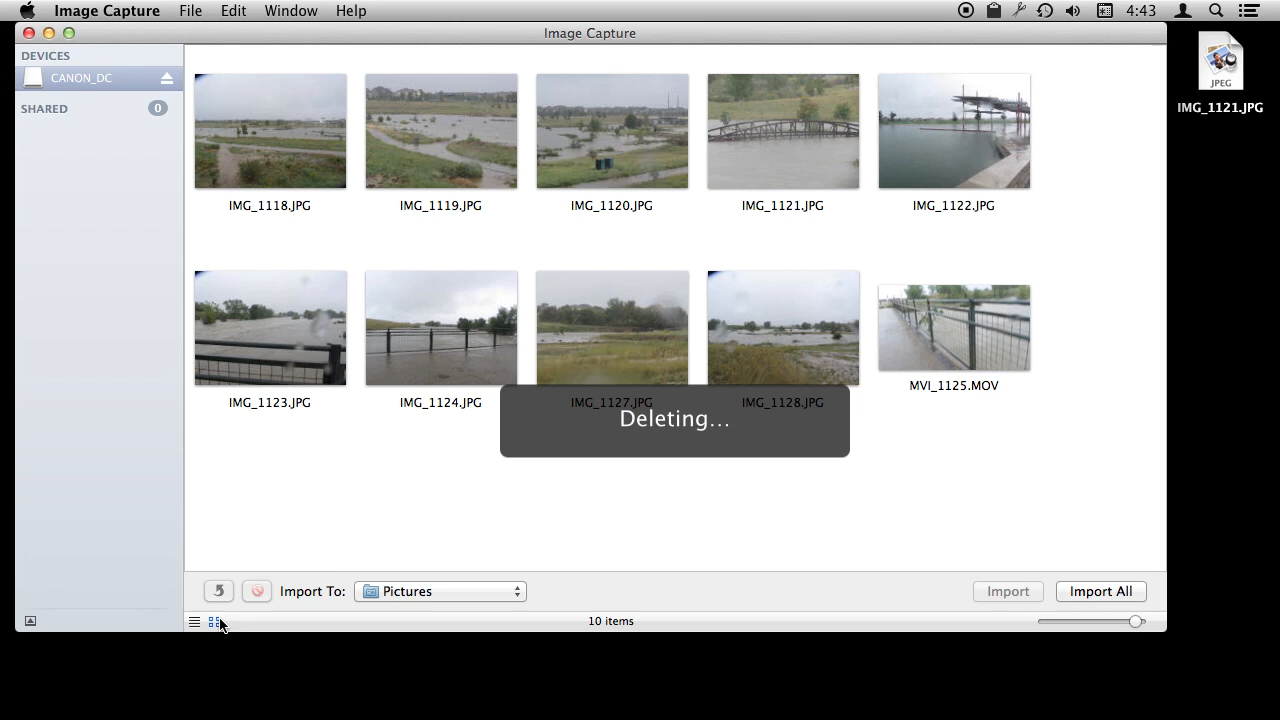 Image Capture File Edit Window Help 4:43
Image Capture
DEVICES
CANON_DC
SHARED 0
JPEG
IMG_1121.JPG
IMG_1118.JPG IMG_1119.JPG IMG_1120.JPG IMG_1121.JPG IMG_1122.JPG
MVI_1125.MOV
IMG_1123.JPG IMG_1124.JPG IMG_1127.JPG IMG_1128.JPG
Deleting...
Import To: Pictures Import Import All
10 items